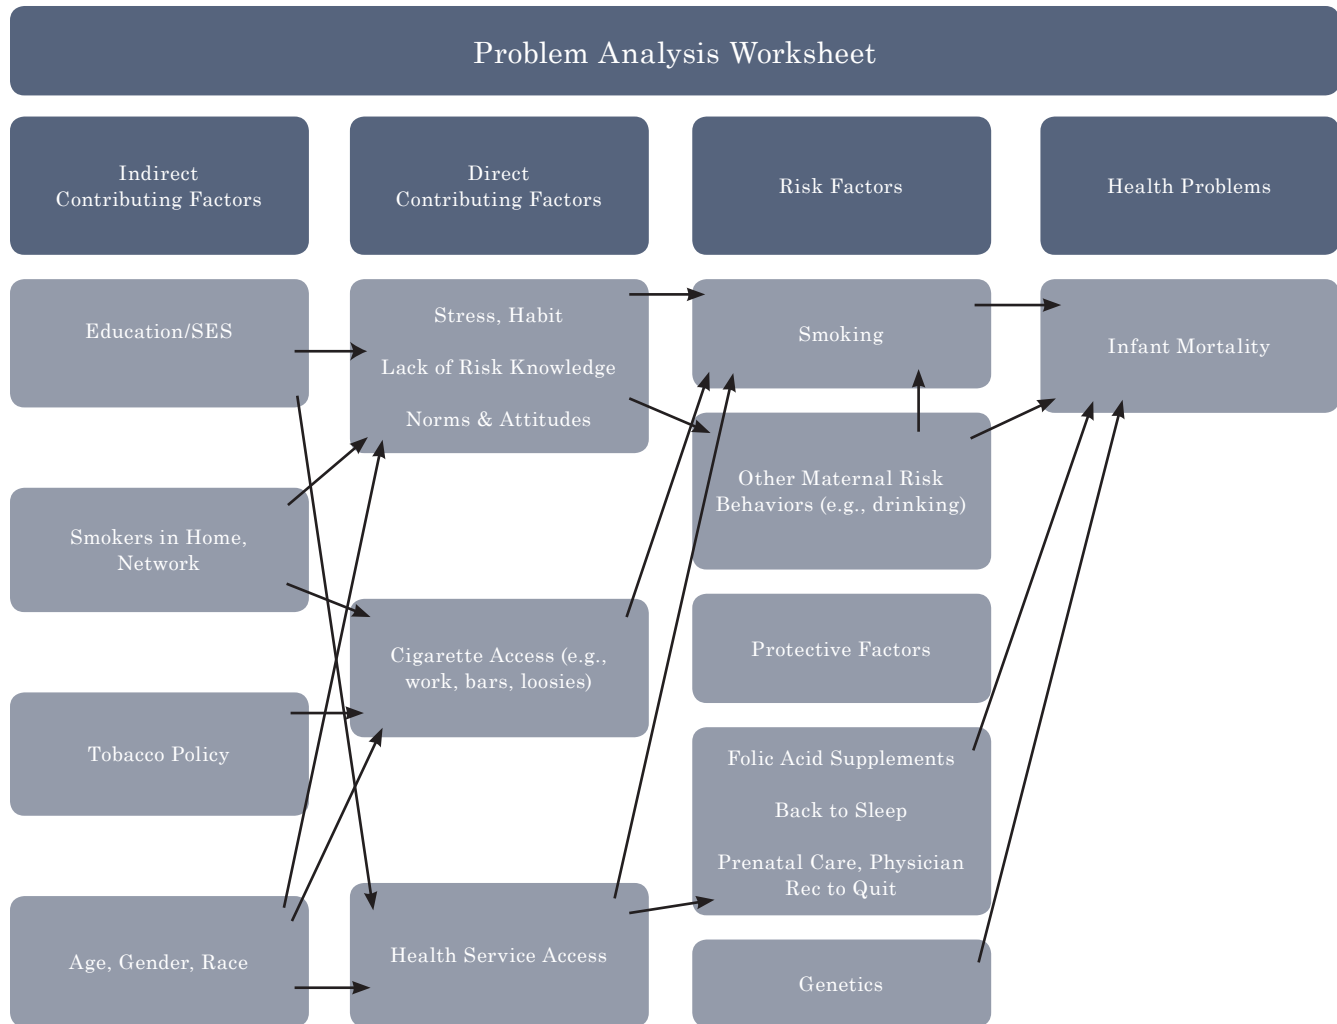 Problem Analysis Worksheet
Indirect
Contributing Factors
Direct
Contributing Factors
Risk Factors
Health Problems
Education/SES
Smokers in Home,
Network
Tobacco Policy
Age, Gender, Race
Stress, Habit
Lack of Risk Knowledge
Norms & Attitudes
Cigarette Access (e.g.,
work, bars, loosies)
Health Service Access
Smoking
Other Maternal Risk
Behaviors (e.g., drinking)
Protective Factors
Folic Acid Supplements
Back to Sleep
Prenatal Care, Physician
Rec to Quit
Genetics
Infant Mortality